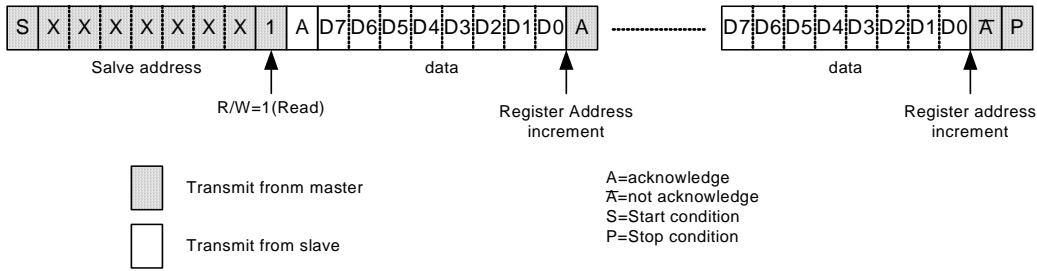 S X X X X X X X 1 A D7 D6 D5 D4 D3 D2 D1 D0 A D7 D6 D5 D4 D3 D2 D1 D0 A̅ P
Salve address data data
R/W=1(Read) Register Address increment Register address increment
Transmit fronm master
Transmit from slave
A=acknowledge
A̅=not acknowledge
S=Start condition
P=Stop condition